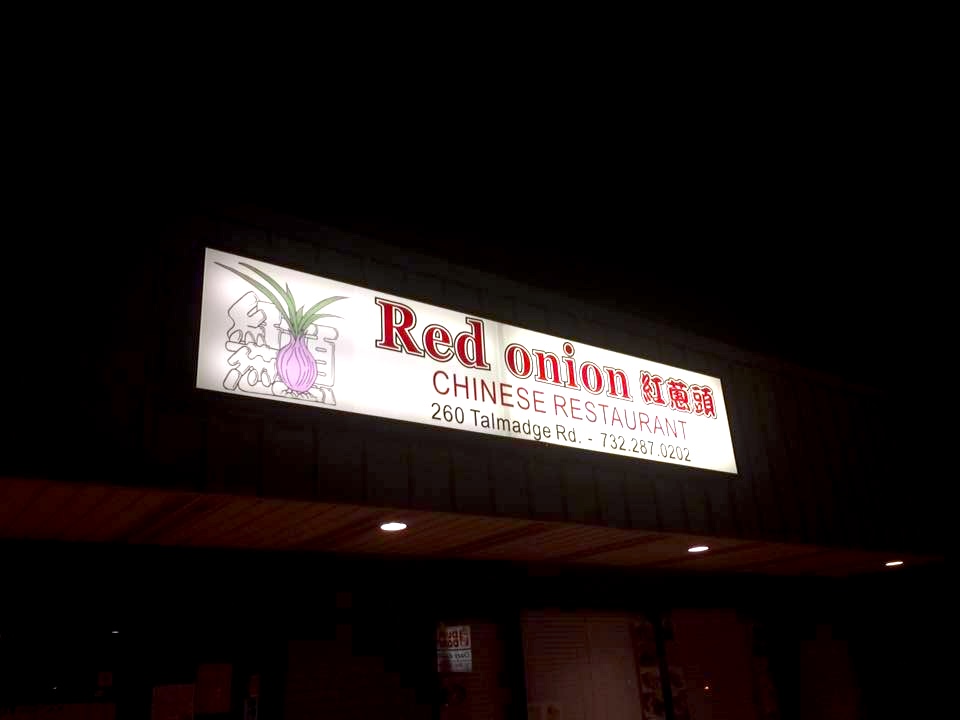 Red onion 紅蔥頭
CHINESE RESTAURANT
260 Talmadge Rd. - 732.287.0202